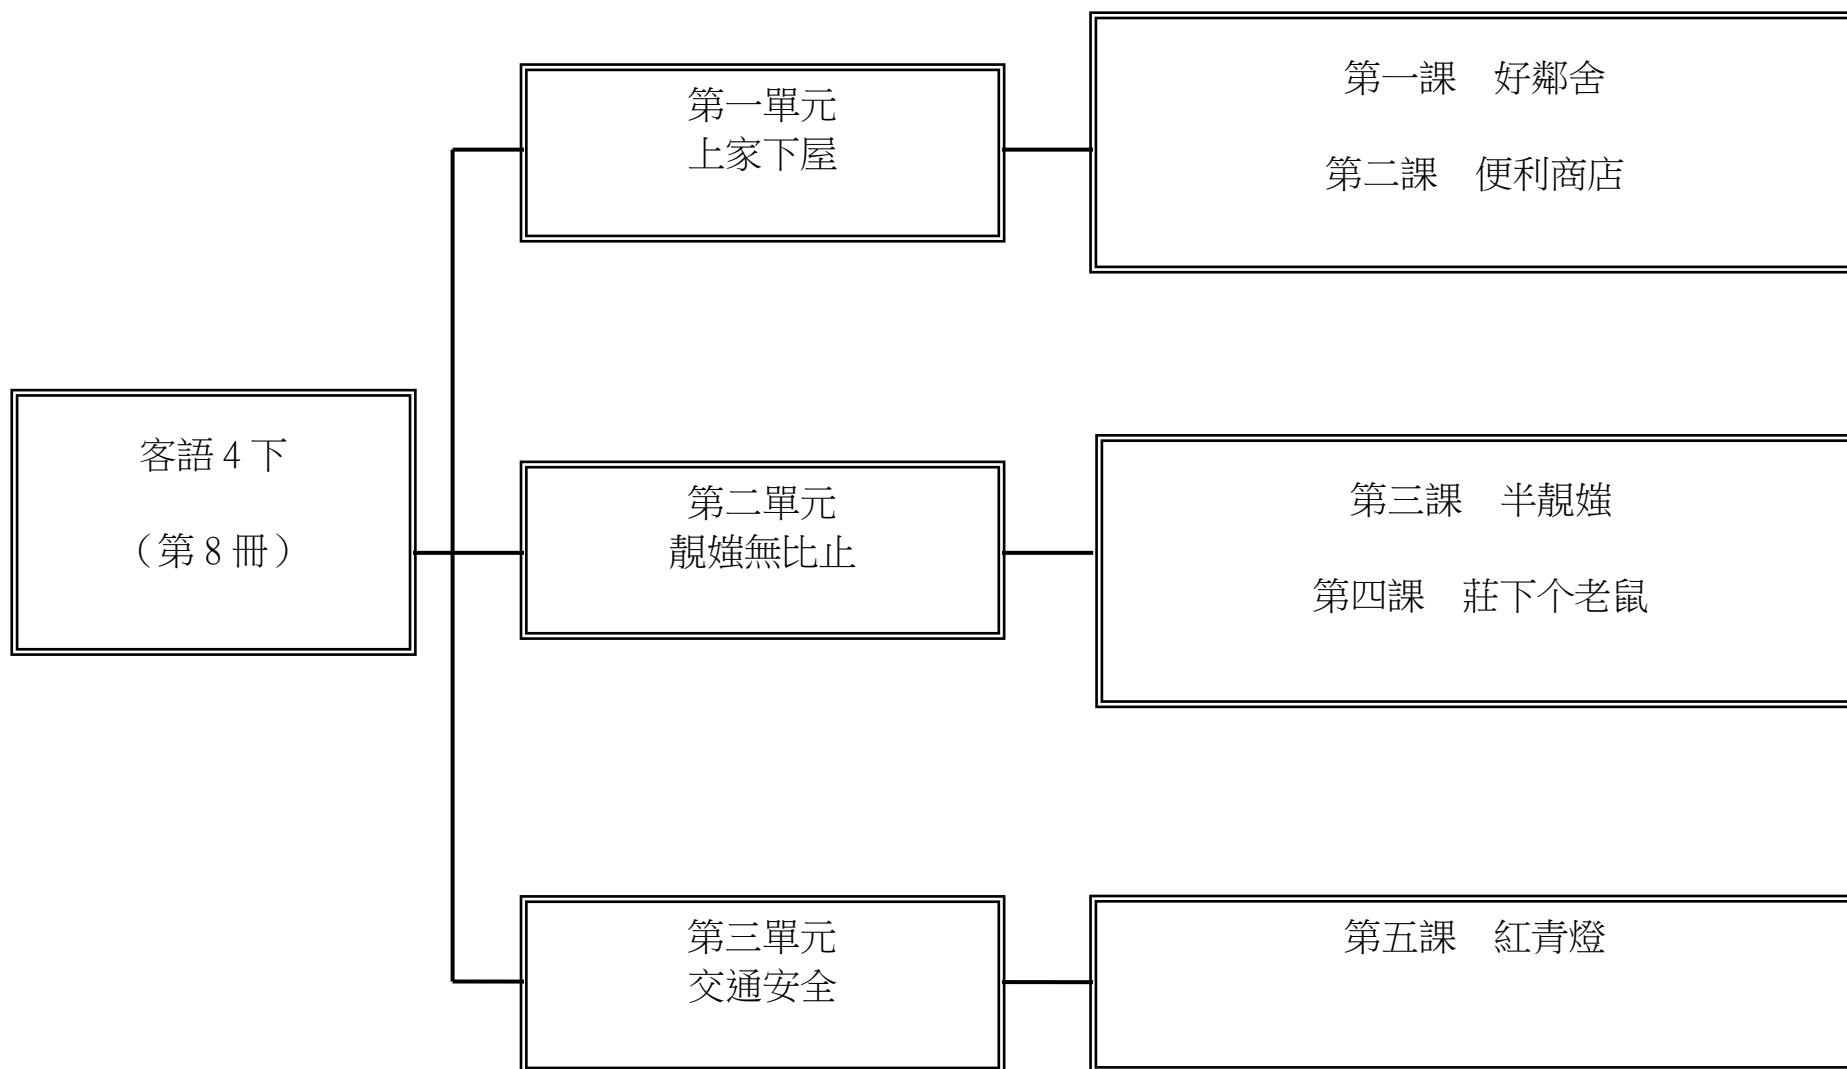 客語 4 下
（第 8 冊）
第一單元
上家下屋
第一課　好鄰舍
第二課　便利商店
第二單元
靚媸無比止
第三課　半靚媸
第四課　莊下个老鼠
第三單元
交通安全
第五課　紅青燈